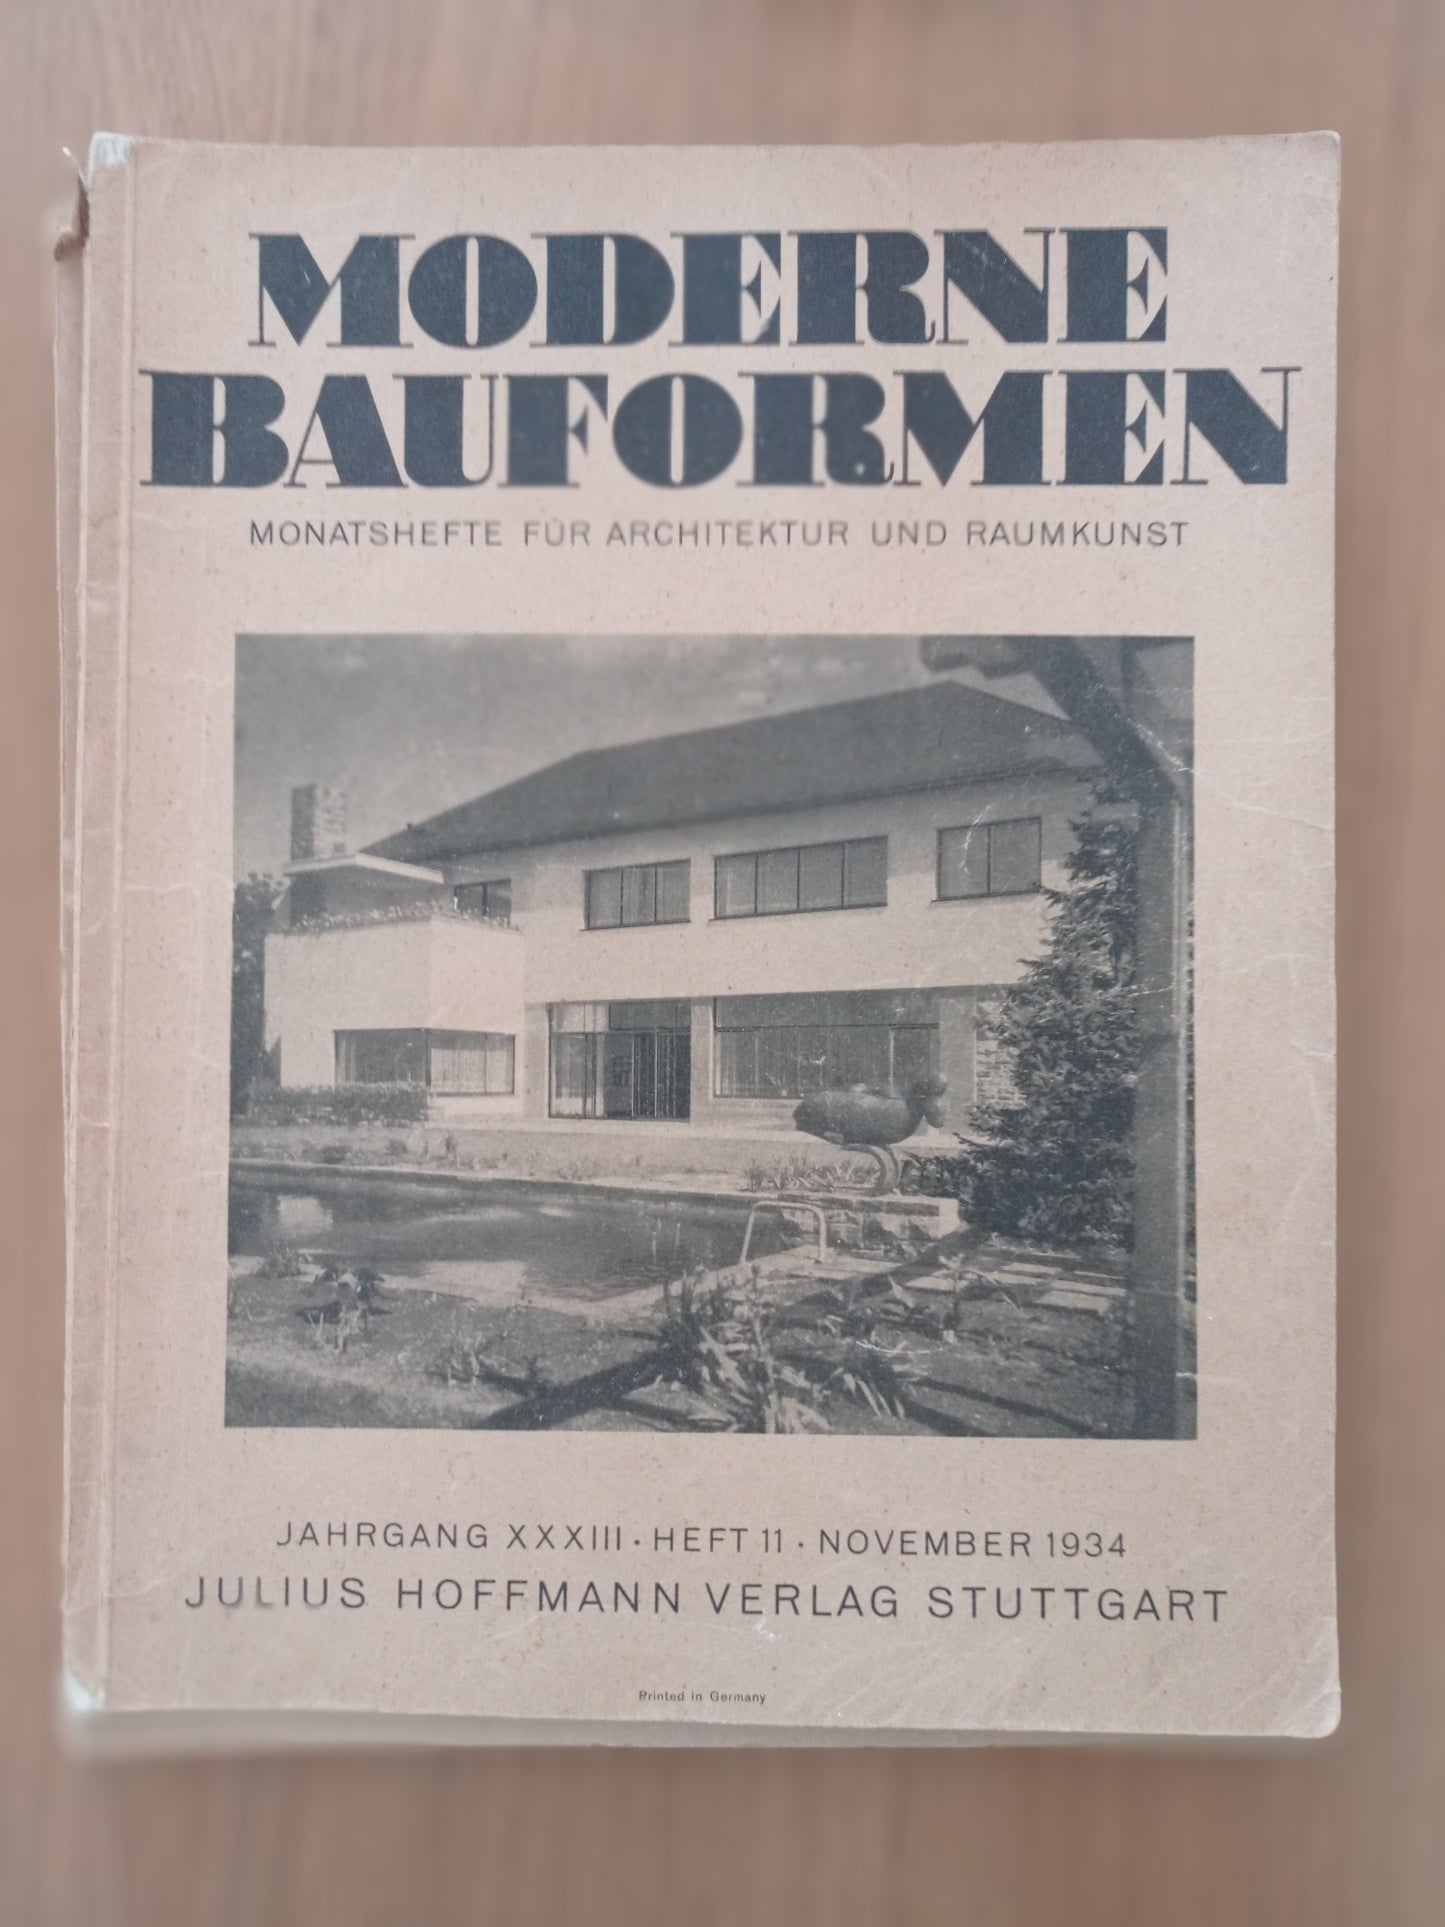 MODERNE
BAUFORMEN
MONATSHEFTE FÜR ARCHITEKTUR UND RAUMKUNST
JAHRGANG XXXIII · HEFT 11 · NOVEMBER 1934
JULIUS HOFFMANN VERLAG STUTTGART
Printed in Germany